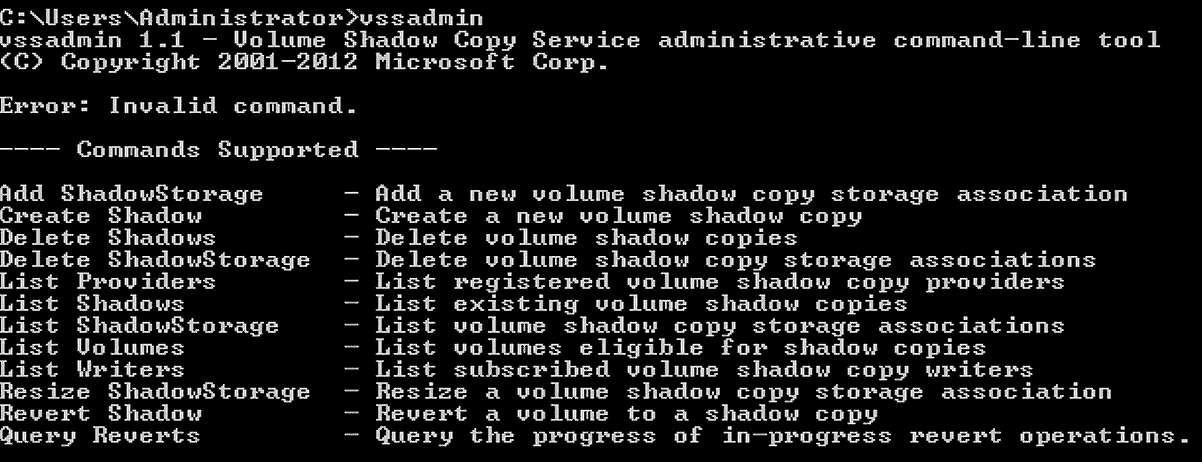 C:\Users\Administrator>vssadmin
vssadmin 1.1 - Volume Shadow Copy Service administrative command-line tool
(C) Copyright 2001-2012 Microsoft Corp.
Error: Invalid command.
---- Commands Supported ----
Add ShadowStorage - Add a new volume shadow copy storage association
Create Shadow - Create a new volume shadow copy
Delete Shadows - Delete volume shadow copies
Delete ShadowStorage - Delete volume shadow copy storage associations
List Providers - List registered volume shadow copy providers
List Shadows - List existing volume shadow copies
List ShadowStorage - List volume shadow copy storage associations
List Volumes - List volumes eligible for shadow copies
List Writers - List subscribed volume shadow copy writers
Resize ShadowStorage - Resize a volume shadow copy storage association
Revert Shadow - Revert a volume to a shadow copy
Query Reverts - Query the progress of in-progress revert operations.